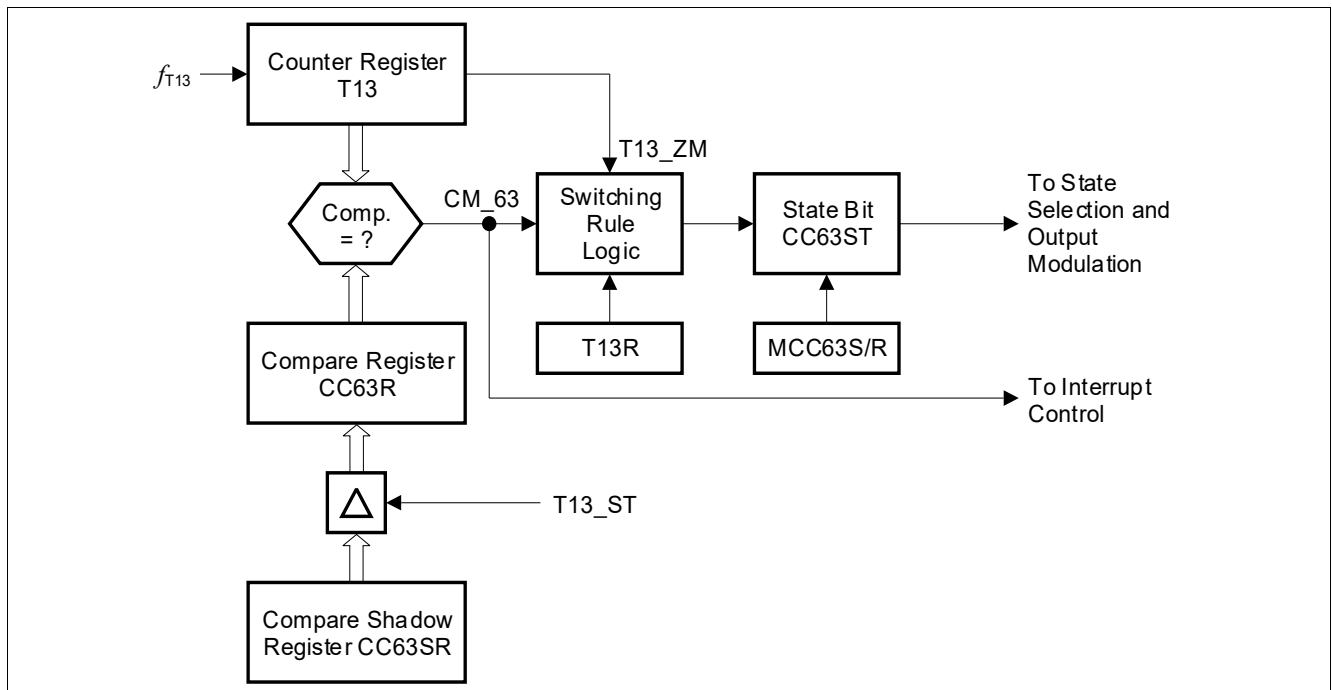 Counter Register
T13
fT13
T13_ZM
CM_63
Comp.
= ?
Switching
Rule
Logic
State Bit
CC63ST
To State
Selection and
Output
Modulation
Compare Register
CC63R
T13R
MCC63S/R
To Interrupt
Control
T13_ST
Compare Shadow
Register CC63SR